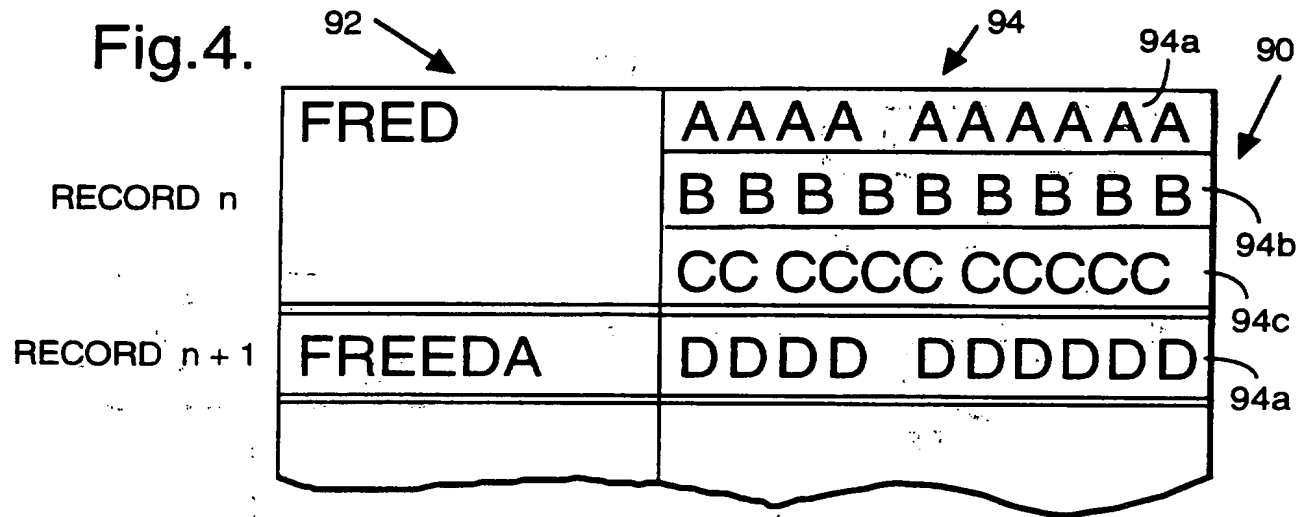 Fig.4.
92
94
94a
90
FRED
AAAA AAAAAA
RECORD n
B B B B B B B B B
94b
CC CCCC CCCCC
94c
RECORD n + 1
FREEDA
DDDD DDDDDD
94a